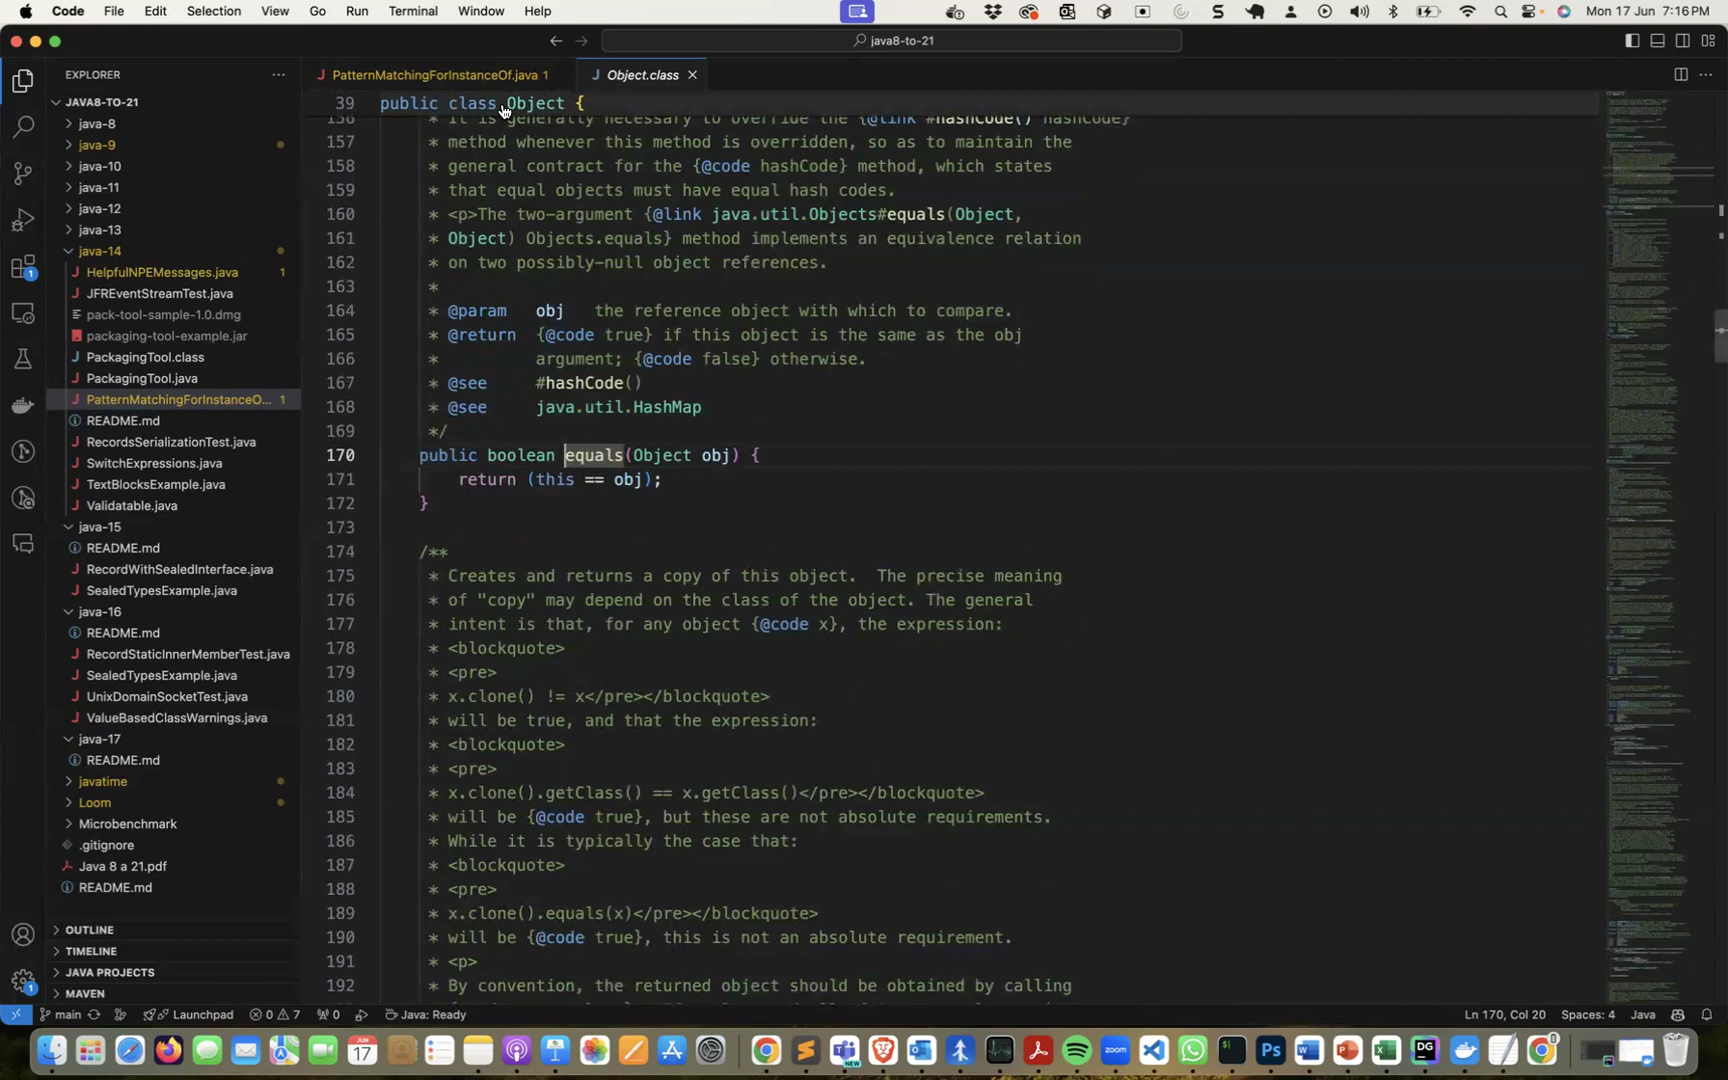 Code File Edit Selection View Go Run Terminal Window Help
Mon 17 Jun 7:16 PM
java8-to-21
EXPLORER
JAVA8-TO-21
java-8
java-9
java-10
java-11
java-12
java-13
java-14
HelpfulNPEMessages.java 1
JFREventStreamTest.java
pack-tool-sample-1.0.dmg
packaging-tool-example.jar
PackagingTool.class
PackagingTool.java
PatternMatchingForInstanceO... 1
README.md
RecordsSerializationTest.java
SwitchExpressions.java
TextBlocksExample.java
Validatable.java
java-15
README.md
RecordWithSealedInterface.java
SealedTypesExample.java
java-16
README.md
RecordStaticInnerMemberTest.java
SealedTypesExample.java
UnixDomainSocketTest.java
ValueBasedClassWarnings.java
java-17
README.md
javatime
Loom
Microbenchmark
.gitignore
Java 8 a 21.pdf
README.md
OUTLINE
TIMELINE
JAVA PROJECTS
MAVEN
PatternMatchingForInstanceOf.java 1
Object.class
39 public class Object {
156 * It is generally necessary to override the {@link #hashCode() hashCode}
157 * method whenever this method is overridden, so as to maintain the
158 * general contract for the {@code hashCode} method, which states
159 * that equal objects must have equal hash codes.
160 * <p>The two-argument {@link java.util.Objects#equals(Object,
161 * Object) Objects.equals} method implements an equivalence relation
162 * on two possibly-null object references.
163 *
164 * @param obj the reference object with which to compare.
165 * @return {@code true} if this object is the same as the obj
166 * argument; {@code false} otherwise.
167 * @see #hashCode()
168 * @see java.util.HashMap
169 */
170 public boolean equals(Object obj) {
171 return (this == obj);
172 }
173
174 /**
175 * Creates and returns a copy of this object. The precise meaning
176 * of "copy" may depend on the class of the object. The general
177 * intent is that, for any object {@code x}, the expression:
178 * <blockquote>
179 * <pre>
180 * x.clone() != x</pre></blockquote>
181 * will be true, and that the expression:
182 * <blockquote>
183 * <pre>
184 * x.clone().getClass() == x.getClass()</pre></blockquote>
185 * will be {@code true}, but these are not absolute requirements.
186 * While it is typically the case that:
187 * <blockquote>
188 * <pre>
189 * x.clone().equals(x)</pre></blockquote>
190 * will be {@code true}, this is not an absolute requirement.
191 * <p>
192 * By convention, the returned object should be obtained by calling
main
Launchpad
0 7
0
Java: Ready
Ln 170, Col 20
Spaces: 4
Java
JUN
17
zoom
DG
NEW